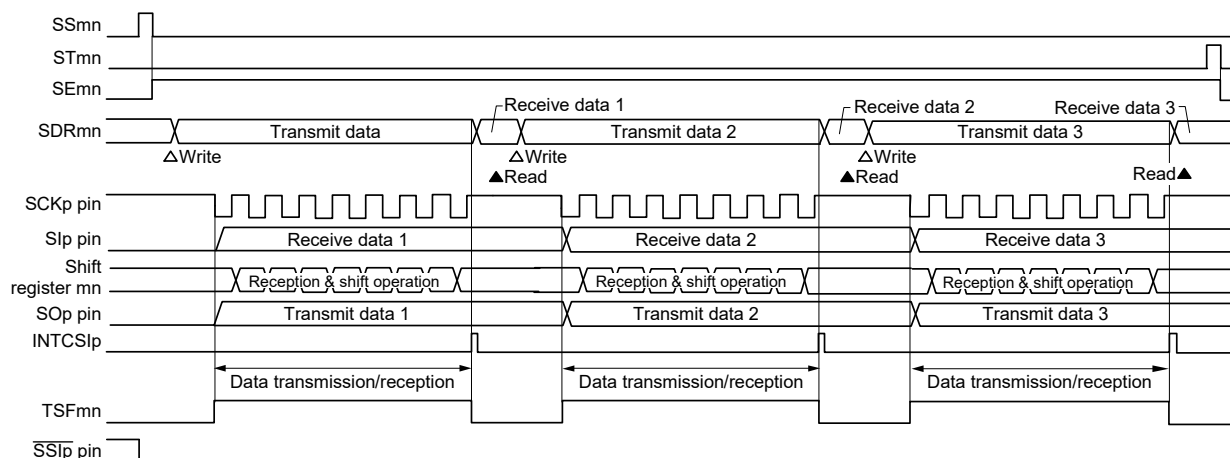 SSmn
STmn
SEmn
Receive data 1 Receive data 2 Receive data 3
SDRmn Transmit data Transmit data 2 Transmit data 3
△Write △Write △Write
▲Read ▲Read Read▲
SCKp pin
SIp pin Receive data 1 Receive data 2 Receive data 3
Shift
register mn Reception & shift operation Reception & shift operation Reception & shift operation
SOp pin Transmit data 1 Transmit data 2 Transmit data 3
INTCSIp
Data transmission/reception Data transmission/reception Data transmission/reception
TSFmn
SSIp pin